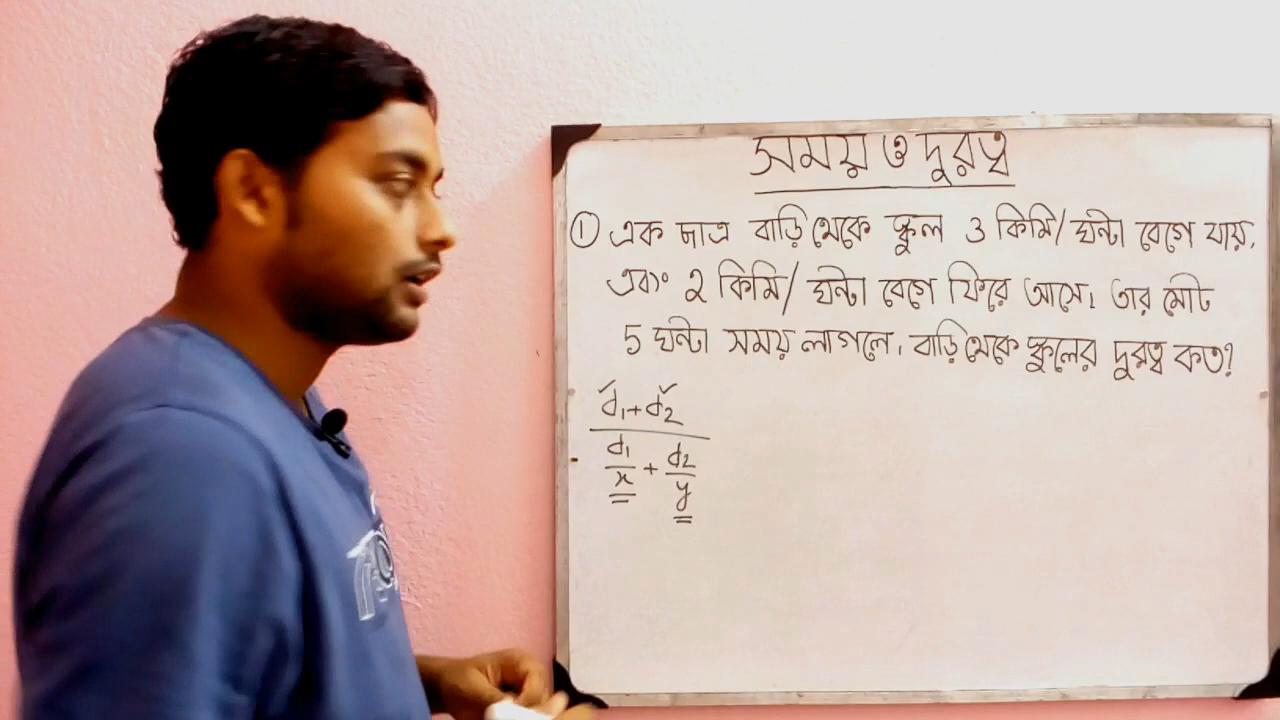 সময় ও দুরত্ব
① এক ছাত্র বাড়ি থেকে স্কুল 3 কিমি/ঘন্টা বেগে যায়,
এবং 2 কিমি/ঘন্টা বেগে ফিরে আসে। তার মোট
5 ঘন্টা সময় লাগলে, বাড়ি থেকে স্কুলের দুরত্ব কত?
d₁+d₂
d₁/x + d₂/y